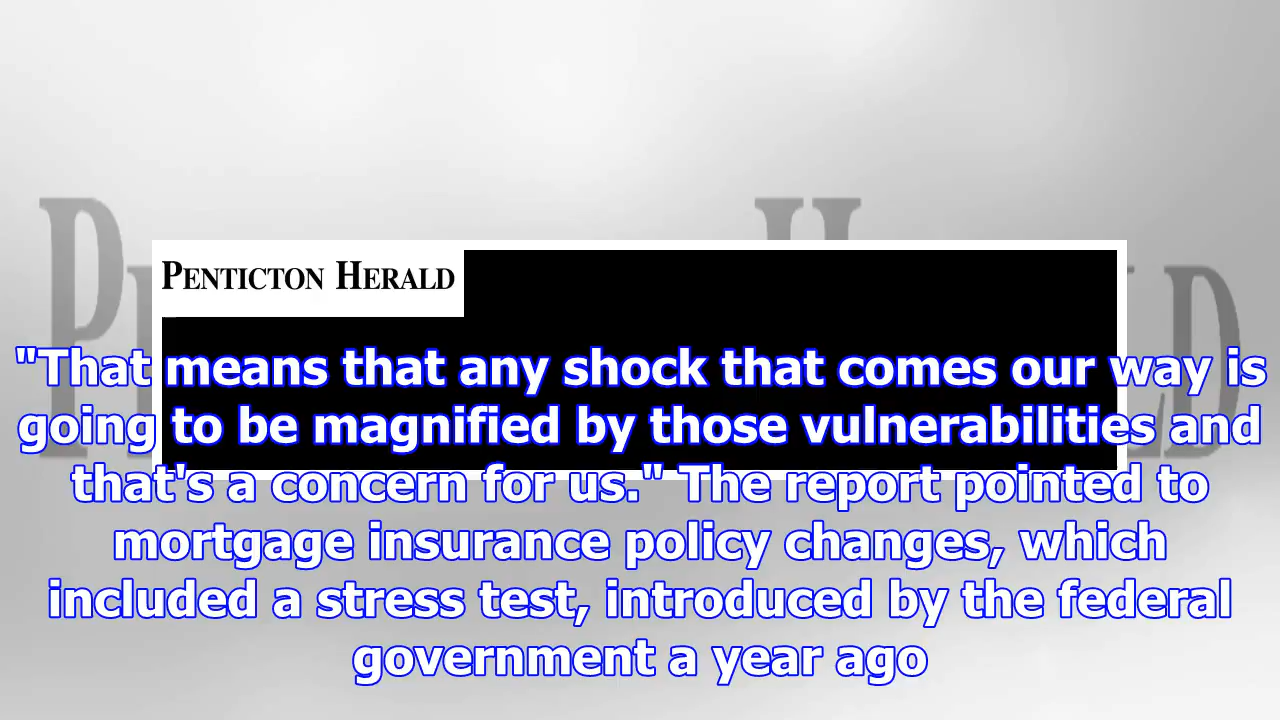 PENTICTON HERALD
"That means that any shock that comes our way is
going to be magnified by those vulnerabilities and
that's a concern for us." The report pointed to
mortgage insurance policy changes, which
included a stress test, introduced by the federal
government a year ago